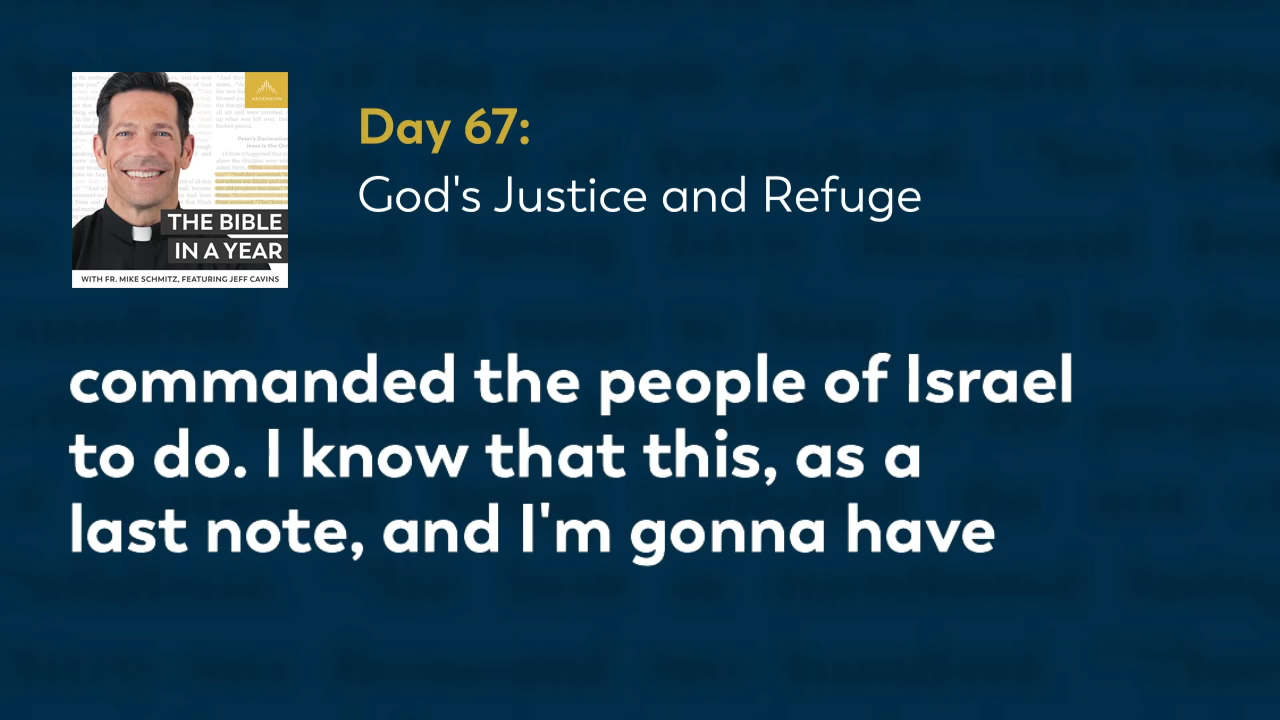 ASCENSION
THE BIBLE
IN A YEAR
WITH FR. MIKE SCHMITZ, FEATURING JEFF CAVINS
Day 67:
God's Justice and Refuge
commanded the people of Israel
to do. I know that this, as a
last note, and I'm gonna have